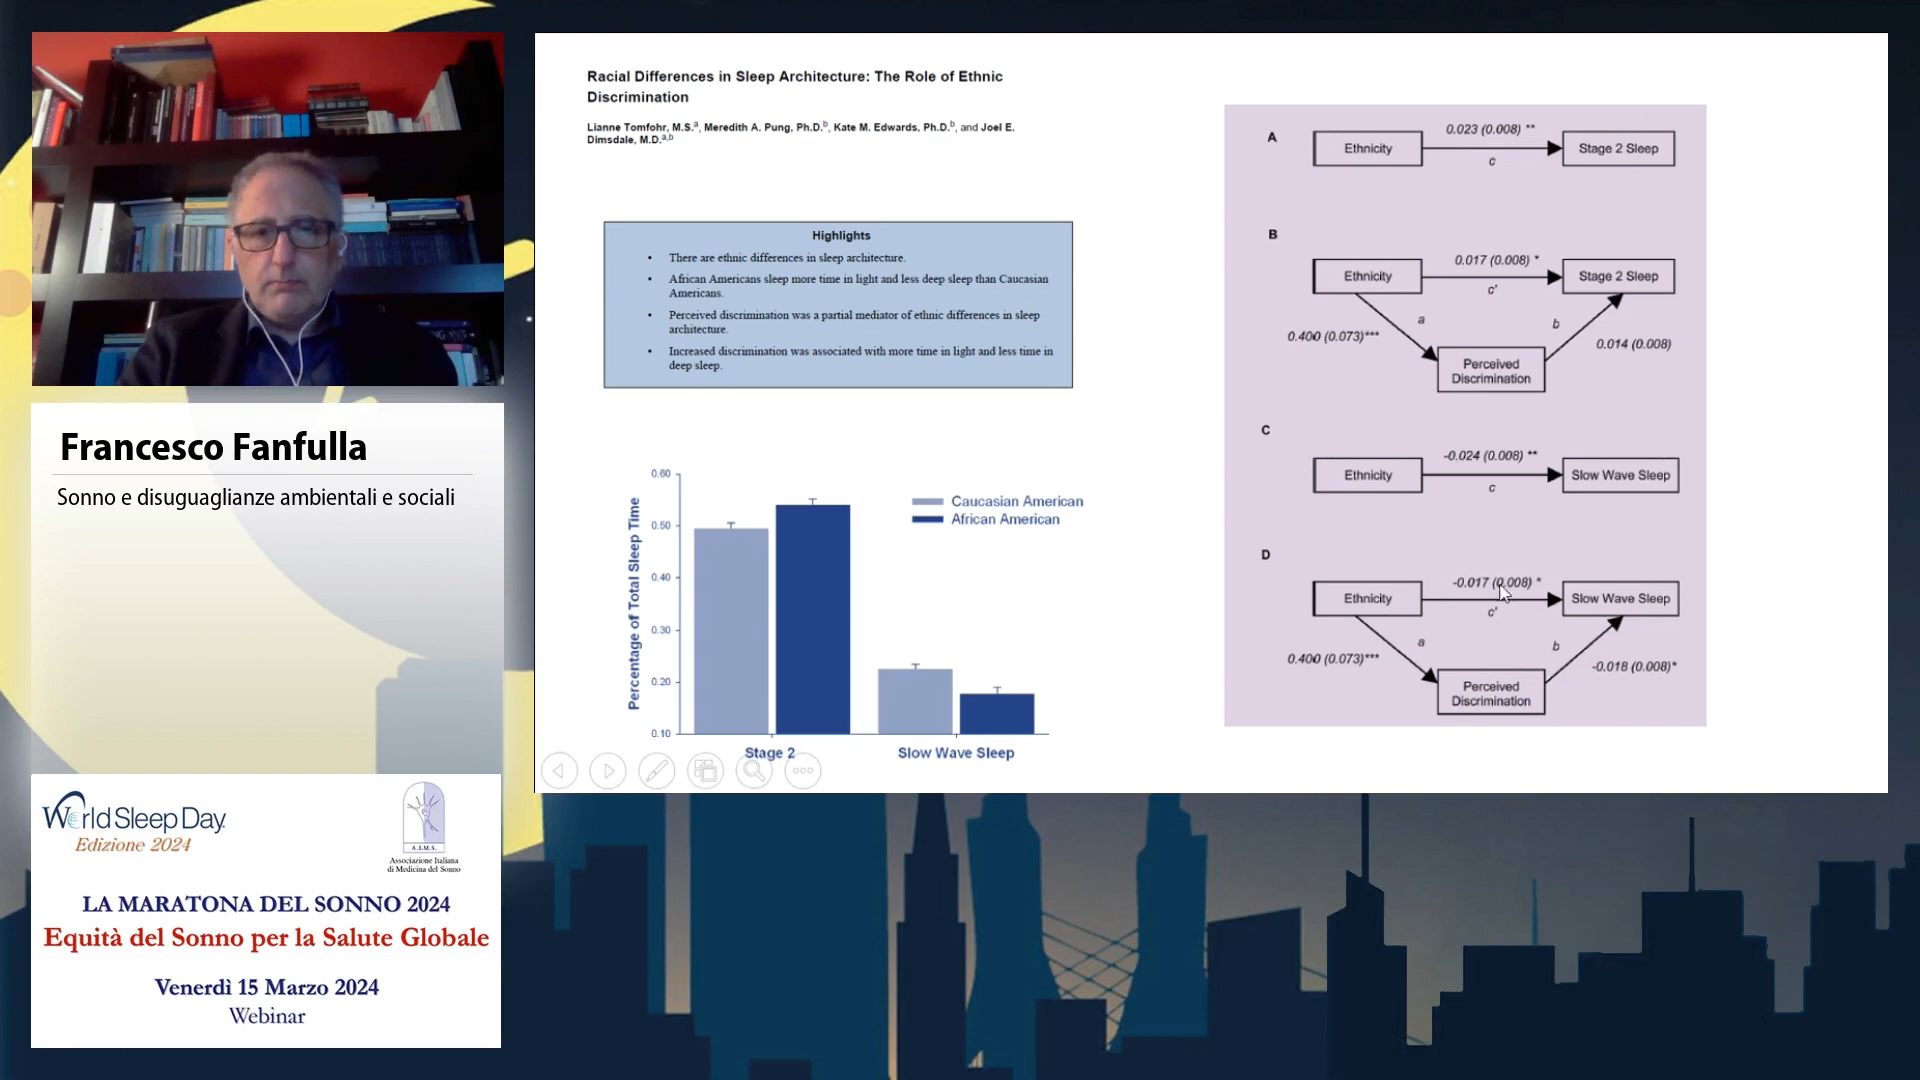 Francesco Fanfulla
Sonno e disuguaglianze ambientali e sociali
World Sleep Day.
Edizione 2024
A.I.M.S.
Associazione Italiana
di Medicina del Sonno
LA MARATONA DEL SONNO 2024
Equità del Sonno per la Salute Globale
Venerdì 15 Marzo 2024
Webinar
Racial Differences in Sleep Architecture: The Role of Ethnic
Discrimination
Lianne Tomfohr, M.S.a, Meredith A. Pung, Ph.D.b, Kate M. Edwards, Ph.D.b, and Joel E.
Dimsdale, M.D.a,b
Highlights
• There are ethnic differences in sleep architecture.
• African Americans sleep more time in light and less deep sleep than Caucasian
Americans.
• Perceived discrimination was a partial mediator of ethnic differences in sleep
architecture.
• Increased discrimination was associated with more time in light and less time in
deep sleep.
Percentage of Total Sleep Time
0.60
0.50
0.40
0.30
0.20
0.10
Caucasian American
African American
Stage 2
Slow Wave Sleep
A
Ethnicity
0.023 (0.008) **
c
Stage 2 Sleep
B
Ethnicity
0.017 (0.008) *
c'
Stage 2 Sleep
a
b
0.400 (0.073)***
0.014 (0.008)
Perceived
Discrimination
C
Ethnicity
-0.024 (0.008) **
c
Slow Wave Sleep
D
Ethnicity
-0.017 (0.008) *
c'
Slow Wave Sleep
a
b
0.400 (0.073)***
-0.018 (0.008)*
Perceived
Discrimination